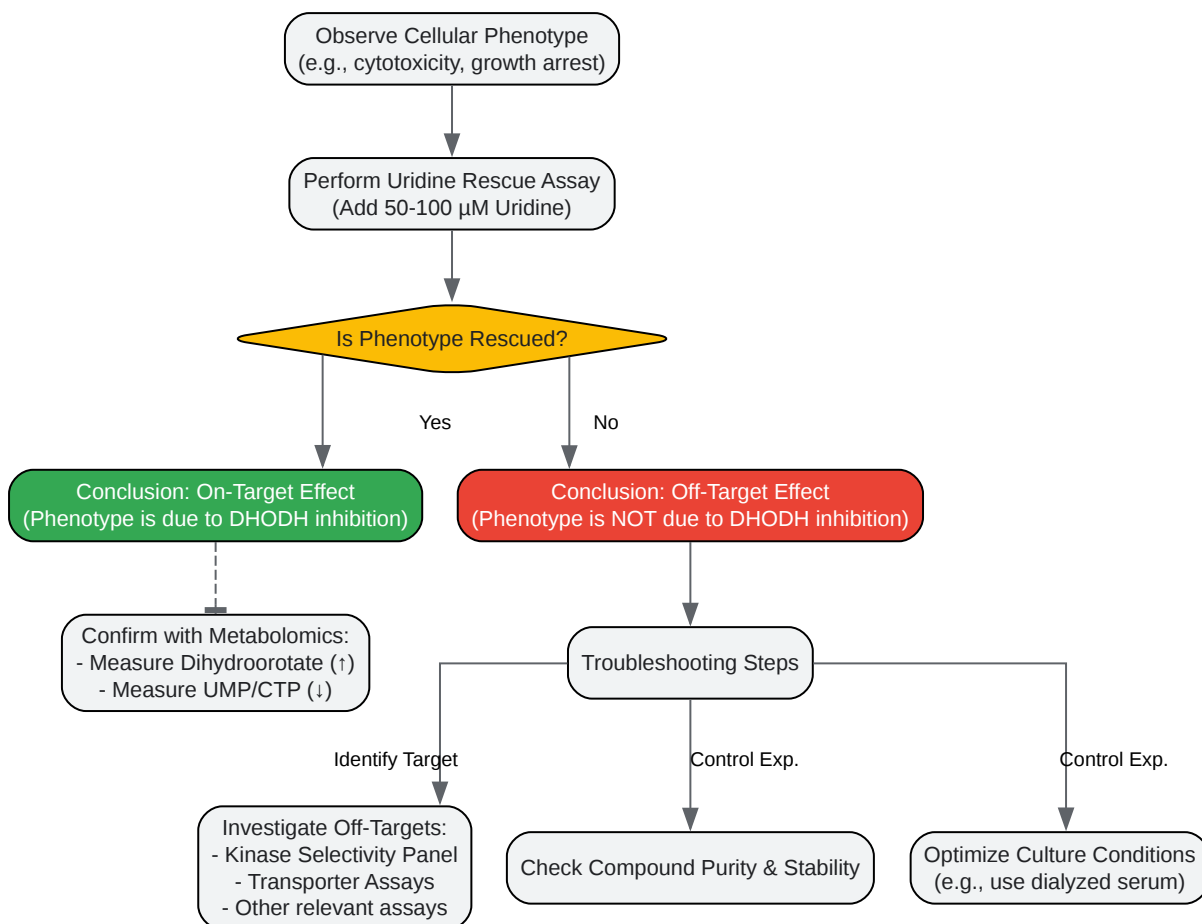 Observe Cellular Phenotype
(e.g., cytotoxicity, growth arrest)
Perform Uridine Rescue Assay
(Add 50-100 µM Uridine)
Is Phenotype Rescued?
Yes
No
Conclusion: On-Target Effect
(Phenotype is due to DHODH inhibition)
Conclusion: Off-Target Effect
(Phenotype is NOT due to DHODH inhibition)
Confirm with Metabolomics:
- Measure Dihydroorotate (↑)
- Measure UMP/CTP (↓)
Troubleshooting Steps
Identify Target
Control Exp.
Control Exp.
Investigate Off-Targets:
- Kinase Selectivity Panel
- Transporter Assays
- Other relevant assays
Check Compound Purity & Stability
Optimize Culture Conditions
(e.g., use dialyzed serum)